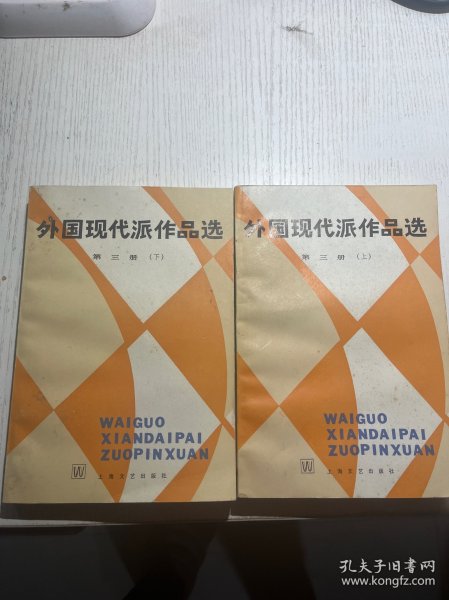 外国现代派作品选
第三册（下）
WAIGUO
XIANDAIPAI
ZUOPINXUAN
W
上海文艺出版社
外国现代派作品选
第三册（上）
WAIGUO
XIANDAIPAI
ZUOPINXUAN
W
上海文艺出版社
孔夫子旧书网
www.kongfz.com